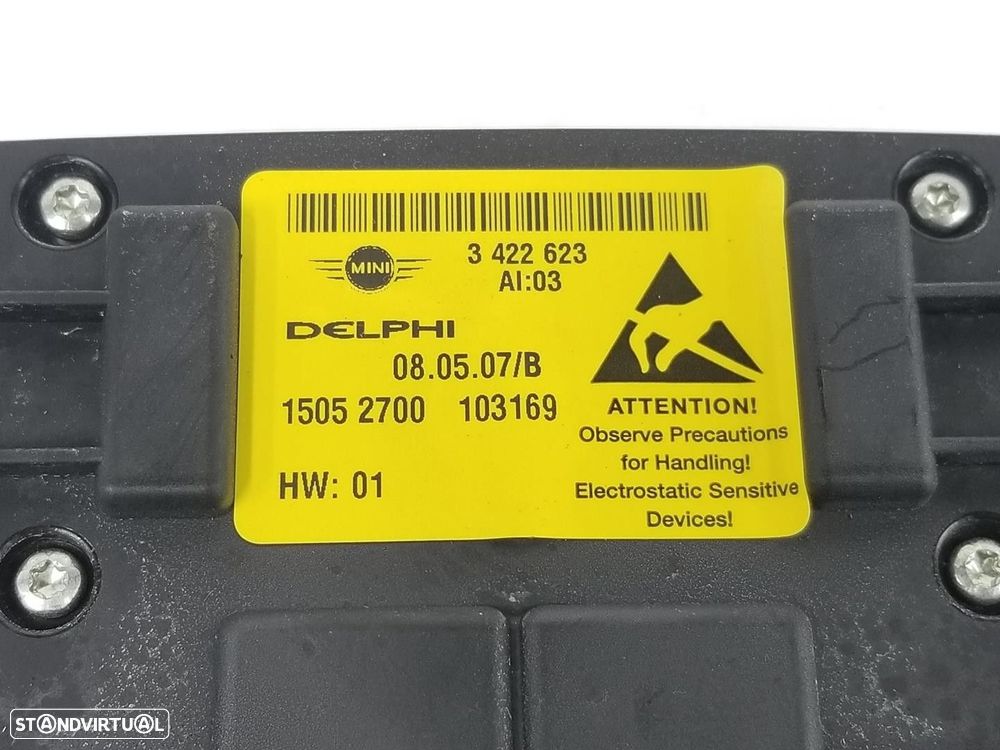 MINI
3 422 623
AI:03
DELPHI
08.05.07/B
1505 2700 103169
HW: 01
ATTENTION!
Observe Precautions
for Handling!
Electrostatic Sensitive
Devices!
STANDVIRTUAL